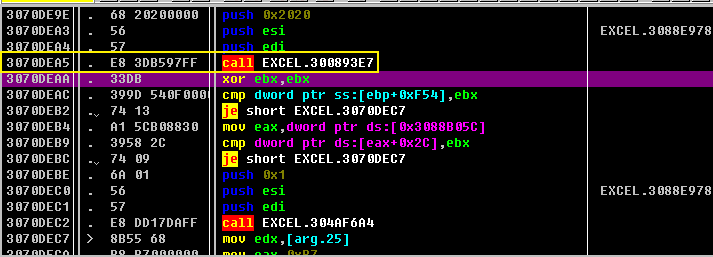 3070DE9E . 68 20200000 push 0x2020
3070DEA3 . 56 push esi EXCEL.3088E978
3070DEA4 . 57 push edi
3070DEA5 . E8 3DB597FF call EXCEL.300893E7
3070DEAA . 33DB xor ebx,ebx
3070DEAC . 399D 540F0000 cmp dword ptr ss:[ebp+0xF54],ebx
3070DEB2 .v 74 13 je short EXCEL.3070DEC7
3070DEB4 . A1 5CB08830 mov eax,dword ptr ds:[0x3088B05C]
3070DEB9 . 3958 2C cmp dword ptr ds:[eax+0x2C],ebx
3070DEBC .v 74 09 je short EXCEL.3070DEC7
3070DEBE . 6A 01 push 0x1
3070DEC0 . 56 push esi EXCEL.3088E978
3070DEC1 . 57 push edi
3070DEC2 . E8 DD17DAFF call EXCEL.304AF6A4
3070DEC7 > 8B55 68 mov edx,[arg.25]